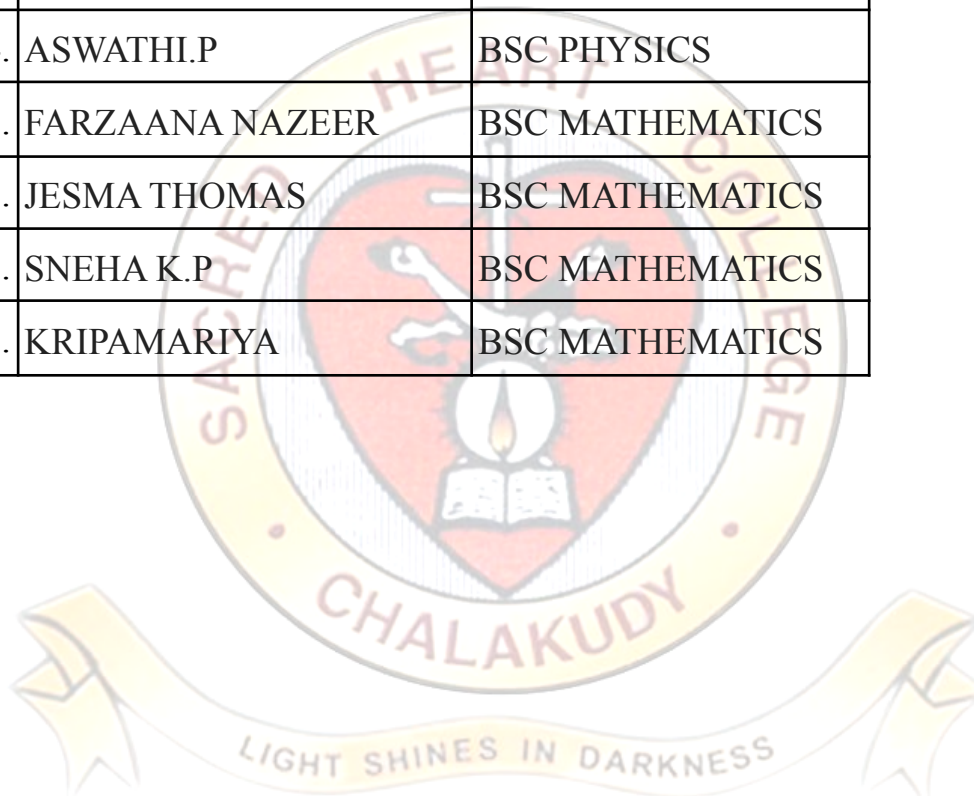 . ASWATHI.P BSC PHYSICS
. FARZAANA NAZEER BSC MATHEMATICS
. JESMA THOMAS BSC MATHEMATICS
. SNEHA K.P BSC MATHEMATICS
. KRIPAMARIYA BSC MATHEMATICS
SACRED HEART COLLEGE
CHALAKUDY
LIGHT SHINES IN DARKNESS